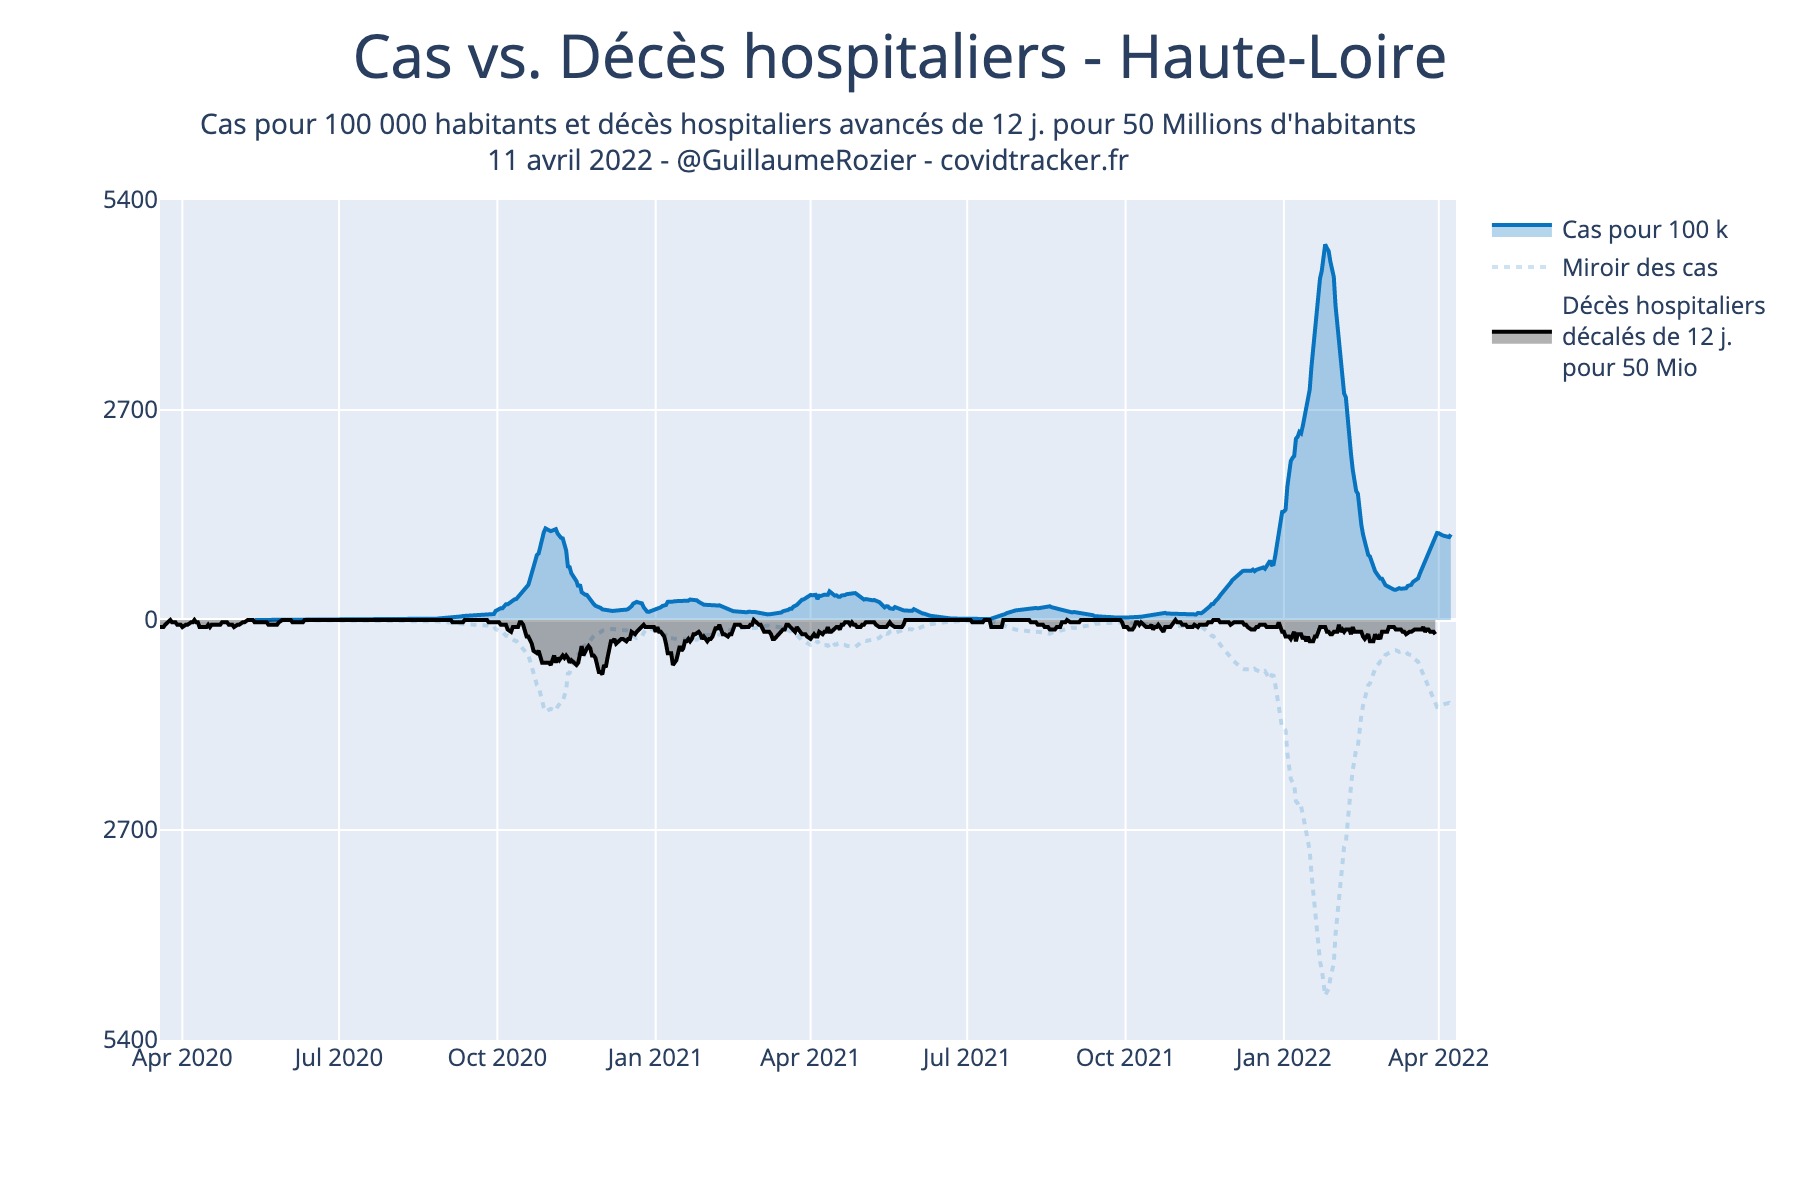 Cas vs. Décès hospitaliers - Haute-Loire
Cas pour 100 000 habitants et décès hospitaliers avancés de 12 j. pour 50 Millions d'habitants
11 avril 2022 - @GuillaumeRozier - covidtracker.fr
5400
2700
0
2700
5400
Apr 2020
Jul 2020
Oct 2020
Jan 2021
Apr 2021
Jul 2021
Oct 2021
Jan 2022
Apr 2022
Cas pour 100 k
Miroir des cas
Décès hospitaliers
décalés de 12 j.
pour 50 Mio